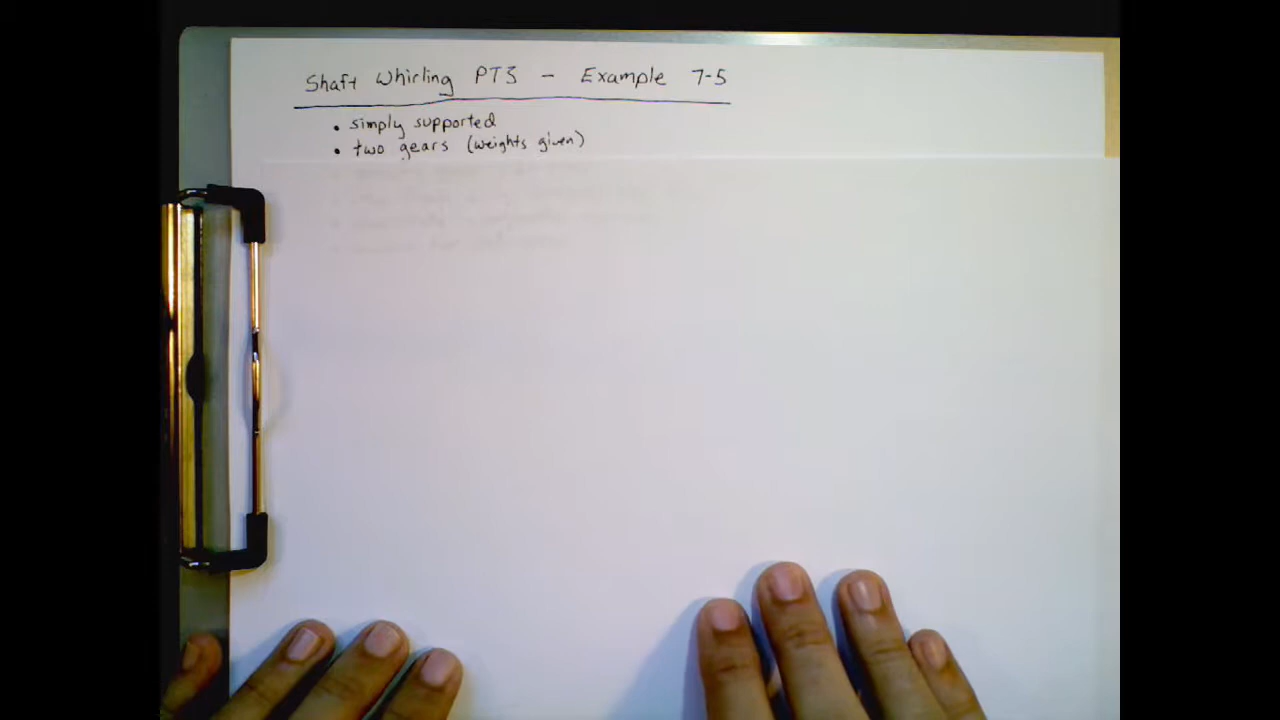 Shaft Whirling PT3 - Example 7-5
• simply supported
• two gears (weights given)